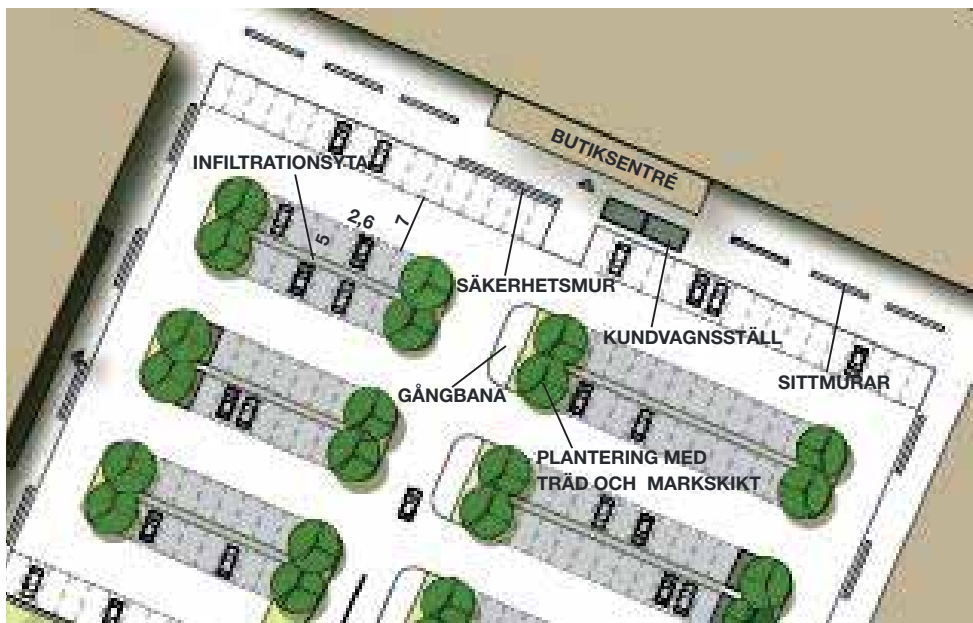 BUTIKSENTRÉ
INFILTRATIONSYTA
2,6
7
5
SÄKERHETSMUR
KUNDVAGNSSTÄLL
SITTMURAR
GÅNGBANA
PLANTERING MED
TRÄD OCH MARKSKIKT